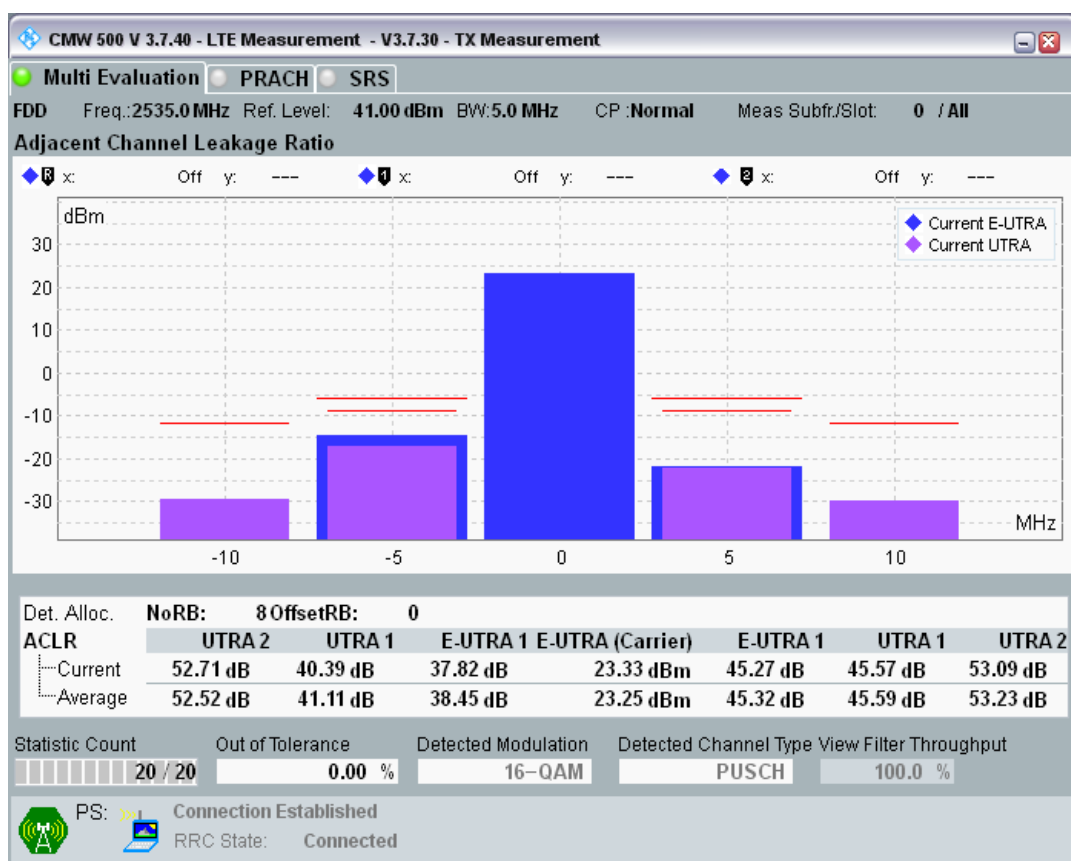 CMW 500 V 3.7.40 - LTE Measurement - V3.7.30 - TX Measurement
Multi Evaluation PRACH SRS
FDD Freq.:2535.0 MHz Ref. Level: 41.00 dBm BW:5.0 MHz CP :Normal Meas Subfr./Slot: 0 / All
Adjacent Channel Leakage Ratio
R x: Off y: --- 1 x: Off y: --- 2 x: Off y: ---
dBm
Current E-UTRA
Current UTRA
30
20
10
0
-10
-20
-30
MHz
-10 -5 0 5 10
Det. Alloc. NoRB: 8 OffsetRB: 0
ACLR UTRA 2 UTRA 1 E-UTRA 1 E-UTRA (Carrier) E-UTRA 1 UTRA 1 UTRA 2
Current 52.71 dB 40.39 dB 37.82 dB 23.33 dBm 45.27 dB 45.57 dB 53.09 dB
Average 52.52 dB 41.11 dB 38.45 dB 23.25 dBm 45.32 dB 45.59 dB 53.23 dB
Statistic Count Out of Tolerance Detected Modulation Detected Channel Type View Filter Throughput
20 / 20 0.00 % 16-QAM PUSCH 100.0 %
PS: Connection Established
RRC State: Connected